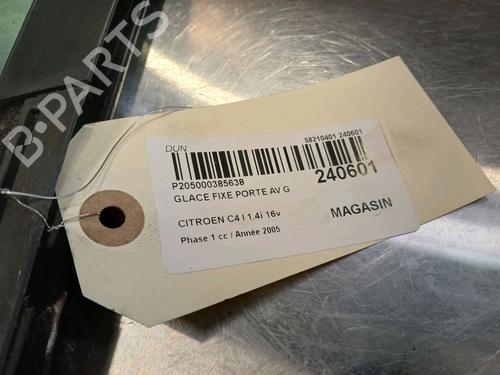 B-PARTS
DUN
58210401 240601
P205000385638
240601
GLACE FIXE PORTE AV G
CITROEN C4 I 1.4i 16v
MAGASIN
Phase 1 cc / Année 2005